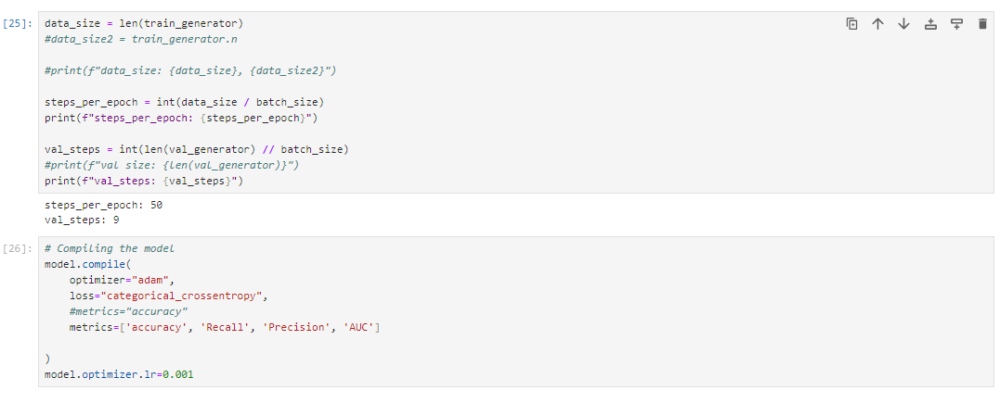 [25]: data_size = len(train_generator)
#data_size2 = train_generator.n
#print(f"data_size: {data_size}, {data_size2}")
steps_per_epoch = int(data_size / batch_size)
print(f"steps_per_epoch: {steps_per_epoch}")
val_steps = int(len(val_generator) // batch_size)
#print(f"val size: {len(val_generator)}")
print(f"val_steps: {val_steps}")
steps_per_epoch: 50
val_steps: 9
[26]: # Compiling the model
model.compile(
optimizer="adam",
loss="categorical_crossentropy",
#metrics="accuracy"
metrics=['accuracy', 'Recall', 'Precision', 'AUC']
)
model.optimizer.lr=0.001